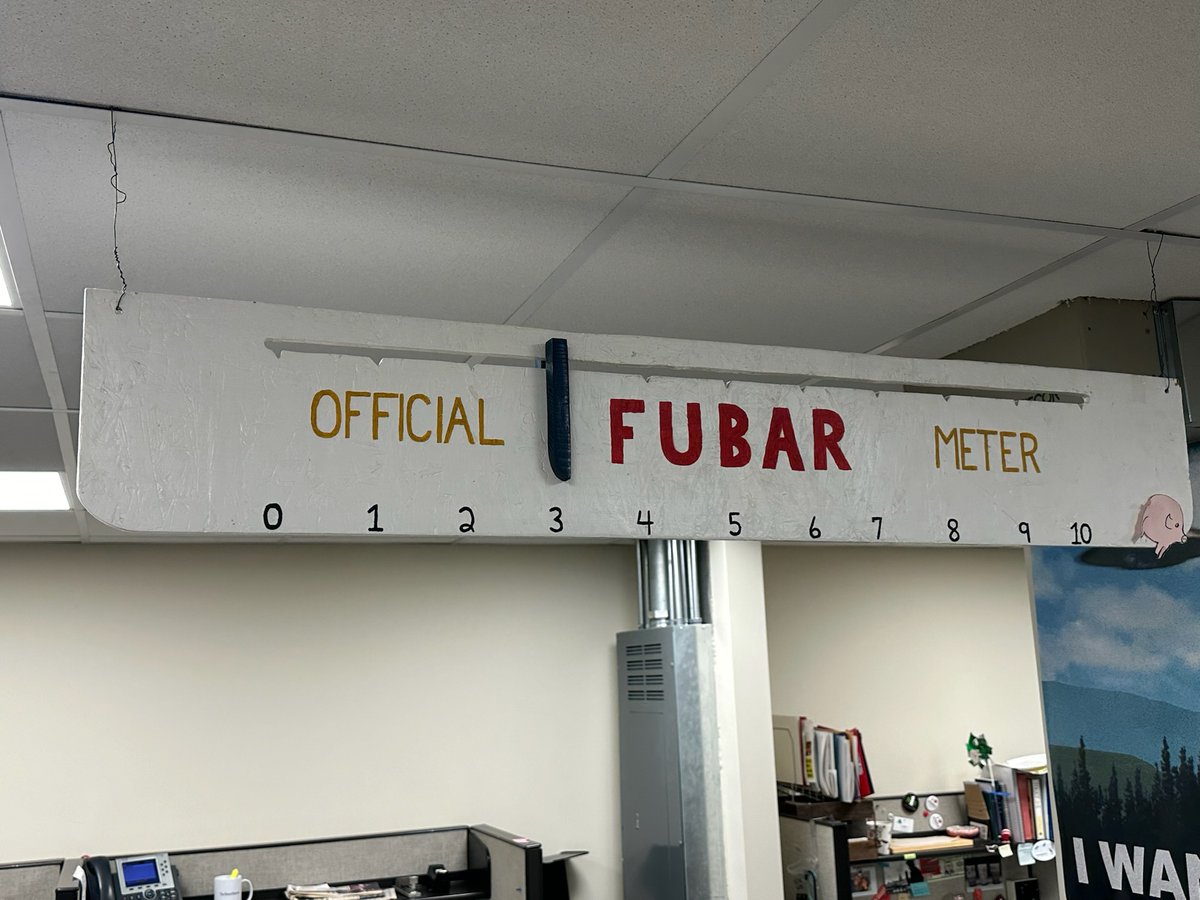 OFFICIAL FUBAR METER
0 1 2 3 4 5 6 7 8 9 10
I WAN